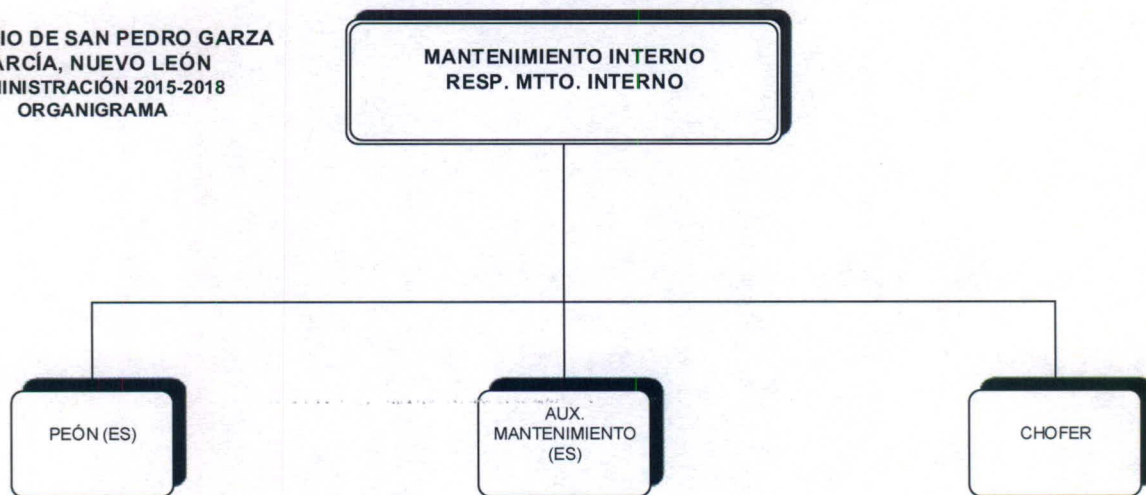 IO DE SAN PEDRO GARZA
ARCÍA, NUEVO LEÓN
MINISTRACIÓN 2015-2018
ORGANIGRAMA
MANTENIMIENTO INTERNO
RESP. MTTO. INTERNO
PEÓN (ES)
AUX.
MANTENIMIENTO
(ES)
CHOFER